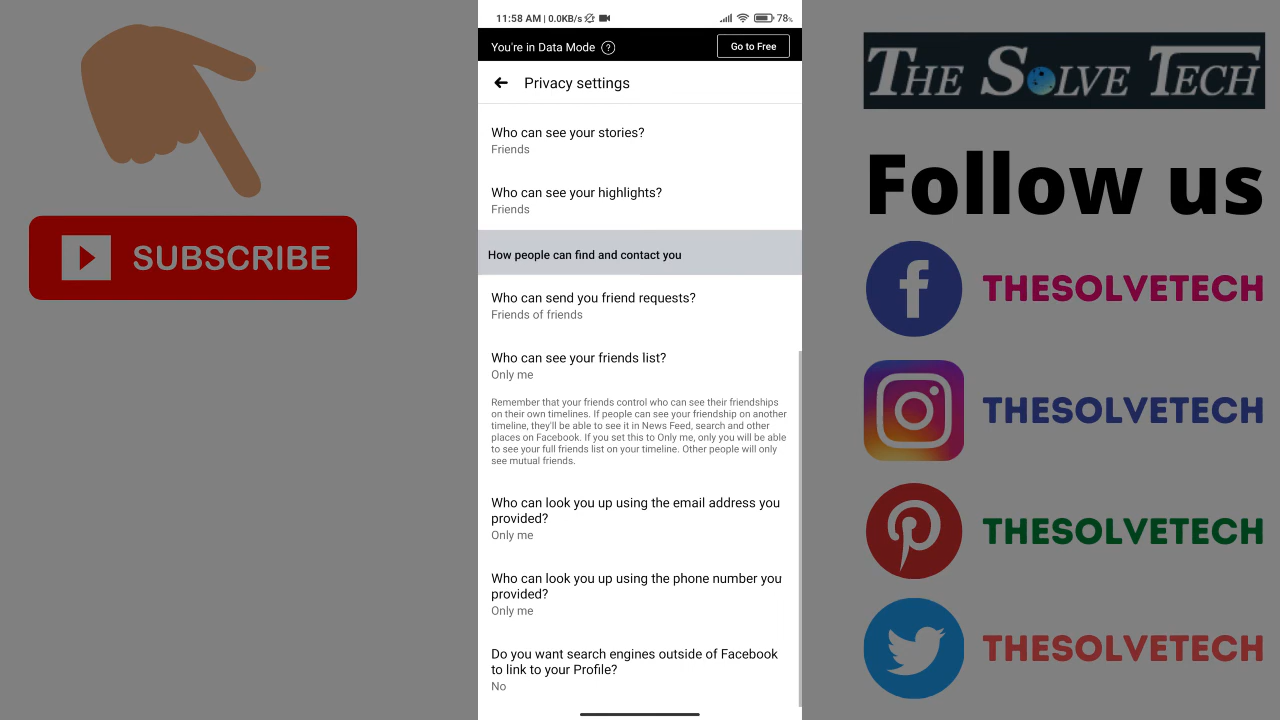 11:58 AM | 0.0KB/s
78%
You're in Data Mode ?
Go to Free
Privacy settings
Who can see your stories?
Friends
Who can see your highlights?
Friends
How people can find and contact you
Who can send you friend requests?
Friends of friends
Who can see your friends list?
Only me
Remember that your friends control who can see their friendships
on their own timelines. If people can see your friendship on another
timeline, they'll be able to see it in News Feed, search and other
places on Facebook. If you set this to Only me, only you will be able
to see your full friends list on your timeline. Other people will only
see mutual friends.
Who can look you up using the email address you
provided?
Only me
Who can look you up using the phone number you
provided?
Only me
Do you want search engines outside of Facebook
to link to your Profile?
No
SUBSCRIBE
THE SOLVE TECH
Follow us
THESOLVETECH
THESOLVETECH
THESOLVETECH
THESOLVETECH